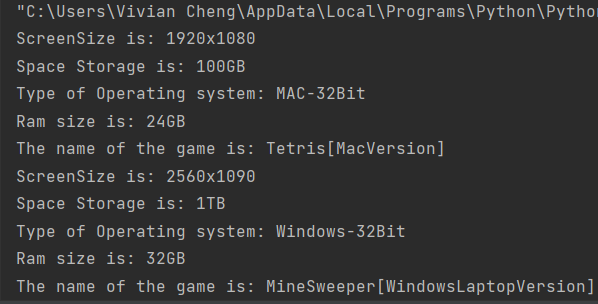 "C:\Users\Vivian Cheng\AppData\Local\Programs\Python\Pytho
ScreenSize is: 1920x1080
Space Storage is: 100GB
Type of Operating system: MAC-32Bit
Ram size is: 24GB
The name of the game is: Tetris[MacVersion]
ScreenSize is: 2560x1090
Space Storage is: 1TB
Type of Operating system: Windows-32Bit
Ram size is: 32GB
The name of the game is: MineSweeper[WindowsLaptopVersion]